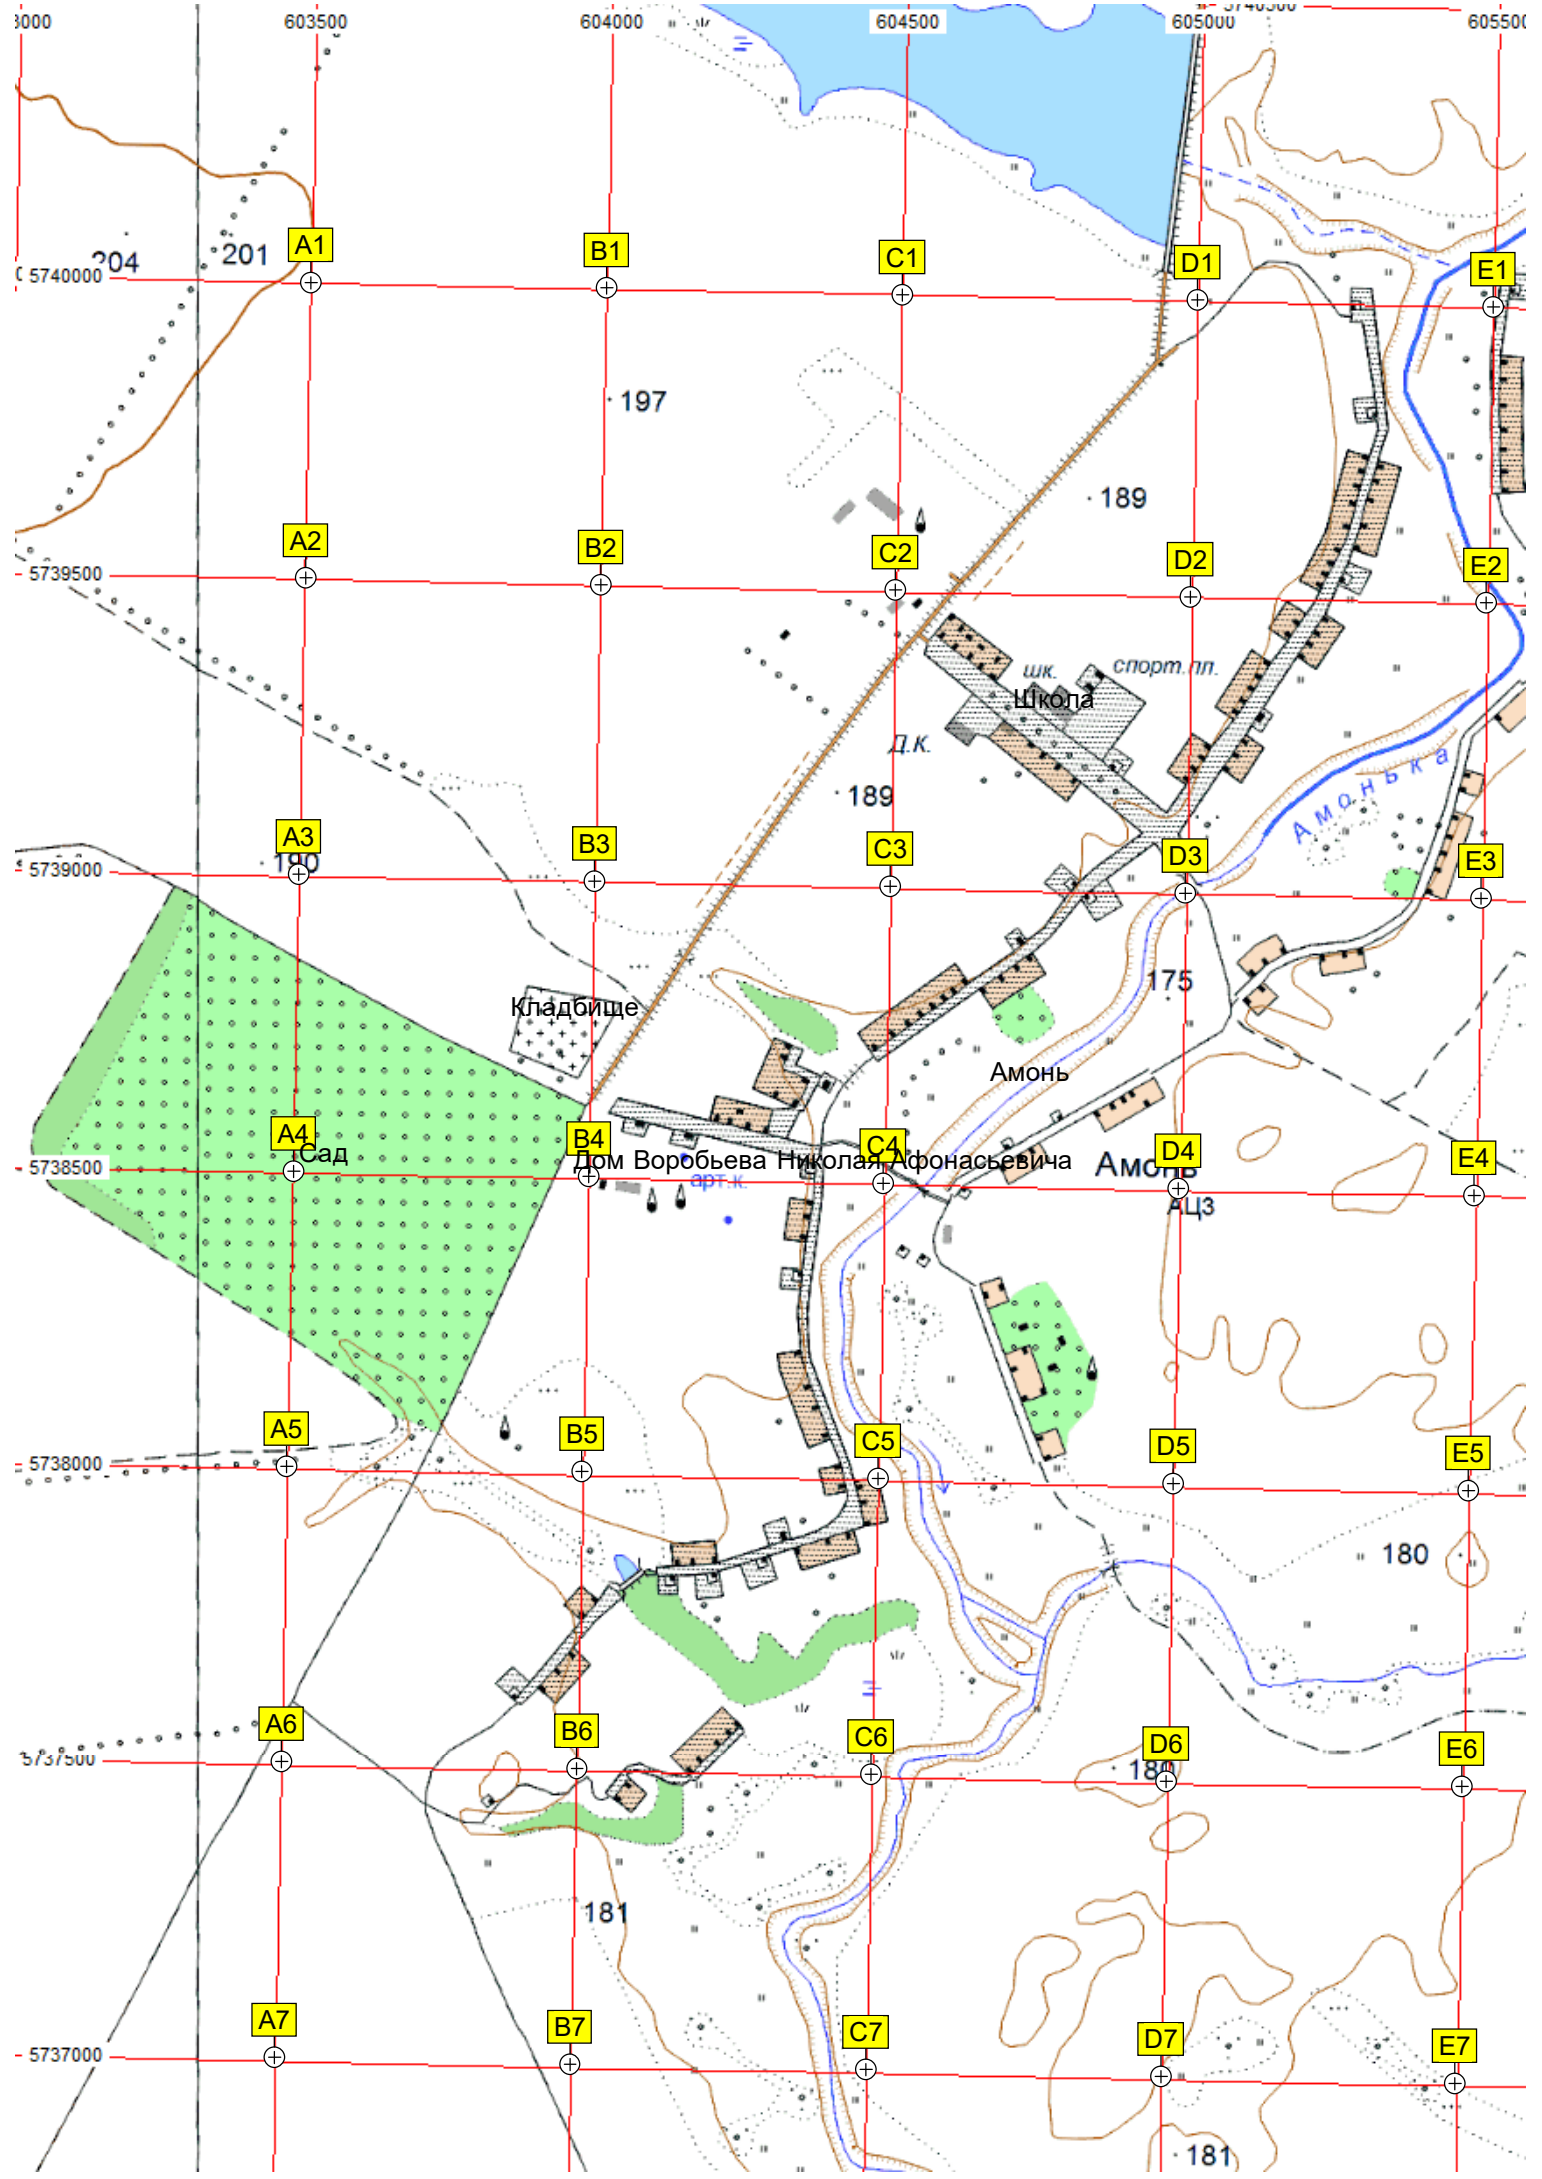 603500 604000 604500 605000
204 201 A1 B1 C1 D1 E1
5740000
197
189
A2 B2 C2 D2 E2
5739500
шк. спорт.пл.
Школа
Д.К.
189
Амонька
A3 B3 C3 D3 E3
190
5739000
175
Кладбище
Амонь
A4 B4 C4 D4 E4
Сад Дом Воробьева Николая Афонасьевича
Амонь
5738500
арт.к.
АЦЗ
A5 B5 C5 D5 E5
5738000
180
A6 B6 C6 D6 E6
5737500
180
181
A7 B7 C7 D7 E7
5737000
181